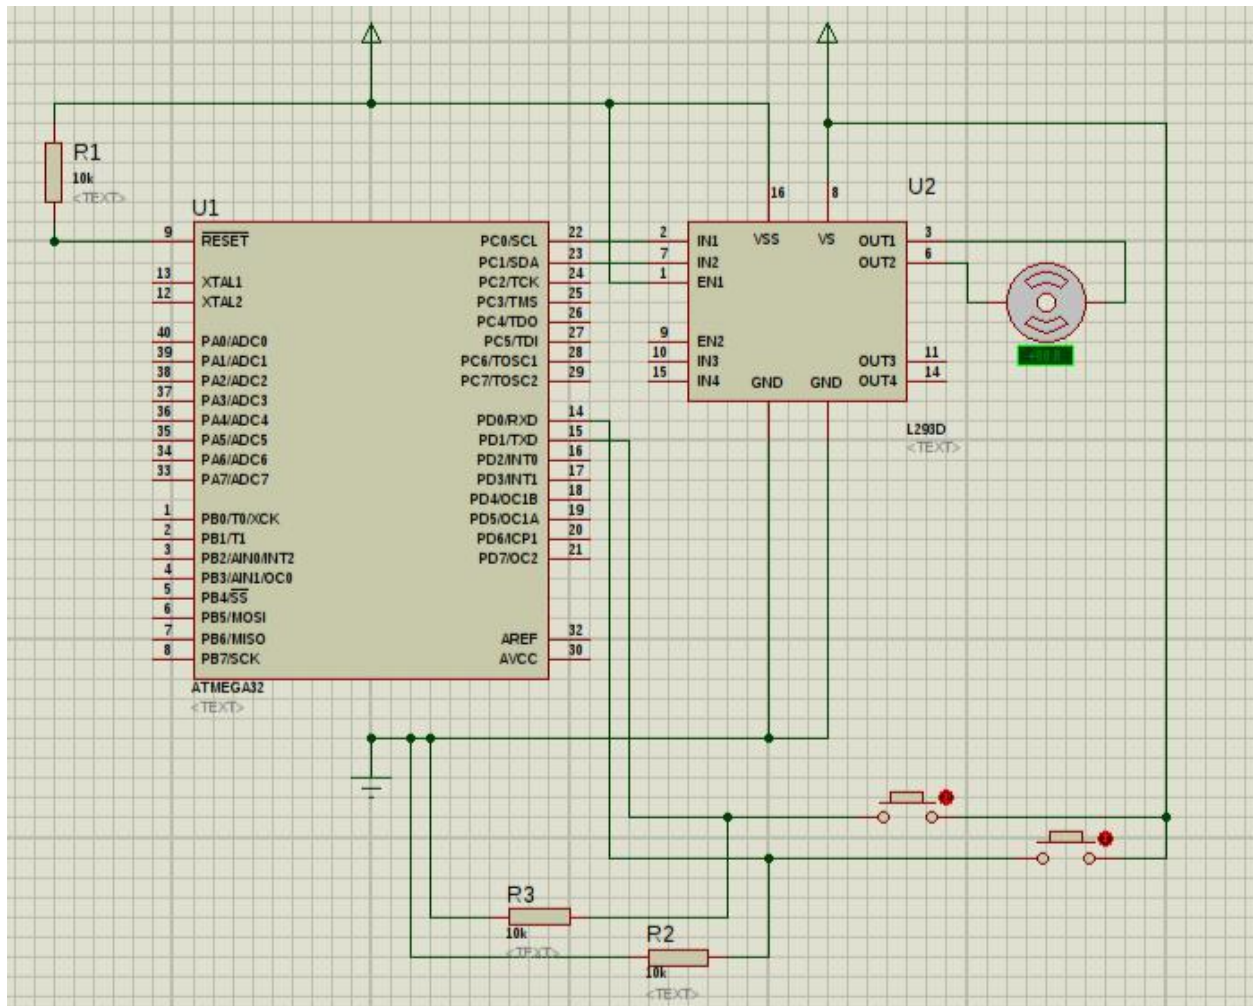 R1
10k
<TEXT>
U1
9 RESET
13 XTAL1
12 XTAL2
40 PA0/ADC0
39 PA1/ADC1
38 PA2/ADC2
37 PA3/ADC3
36 PA4/ADC4
35 PA5/ADC5
34 PA6/ADC6
33 PA7/ADC7
1 PB0/T0/XCK
2 PB1/T1
3 PB2/AIN0/INT2
4 PB3/AIN1/OC0
5 PB4/SS
6 PB5/MOSI
7 PB6/MISO
8 PB7/SCK
PC0/SCL 22
PC1/SDA 23
PC2/TCK 24
PC3/TMS 25
PC4/TDO 26
PC5/TDI 27
PC6/TOSC1 28
PC7/TOSC2 29
PD0/RXD 14
PD1/TXD 15
PD2/INT0 16
PD3/INT1 17
PD4/OC1B 18
PD5/OC1A 19
PD6/ICP1 20
PD7/OC2 21
AREF 32
AVCC 30
ATMEGA32
<TEXT>
U2
16 8
VSS VS
2 IN1
7 IN2
1 EN1
9 EN2
10 IN3
15 IN4
OUT1 3
OUT2 6
OUT3 11
OUT4 14
GND GND
L293D
<TEXT>
R3
10k
<TEXT>
R2
10k
<TEXT>